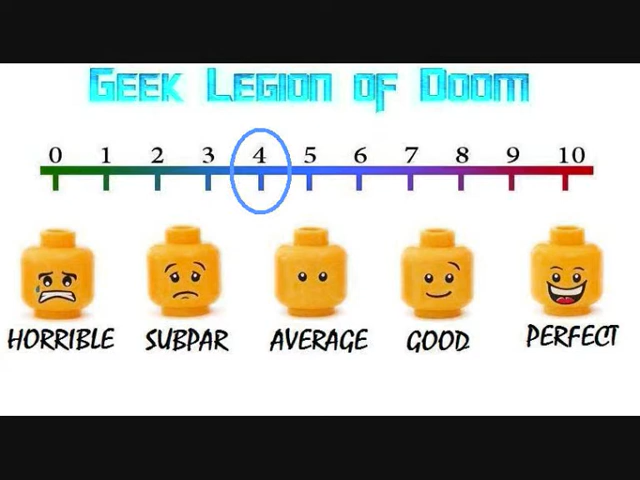 Geek Legion of Doom
0 1 2 3 4 5 6 7 8 9 10
HORRIBLE SUBPAR AVERAGE GOOD PERFECT